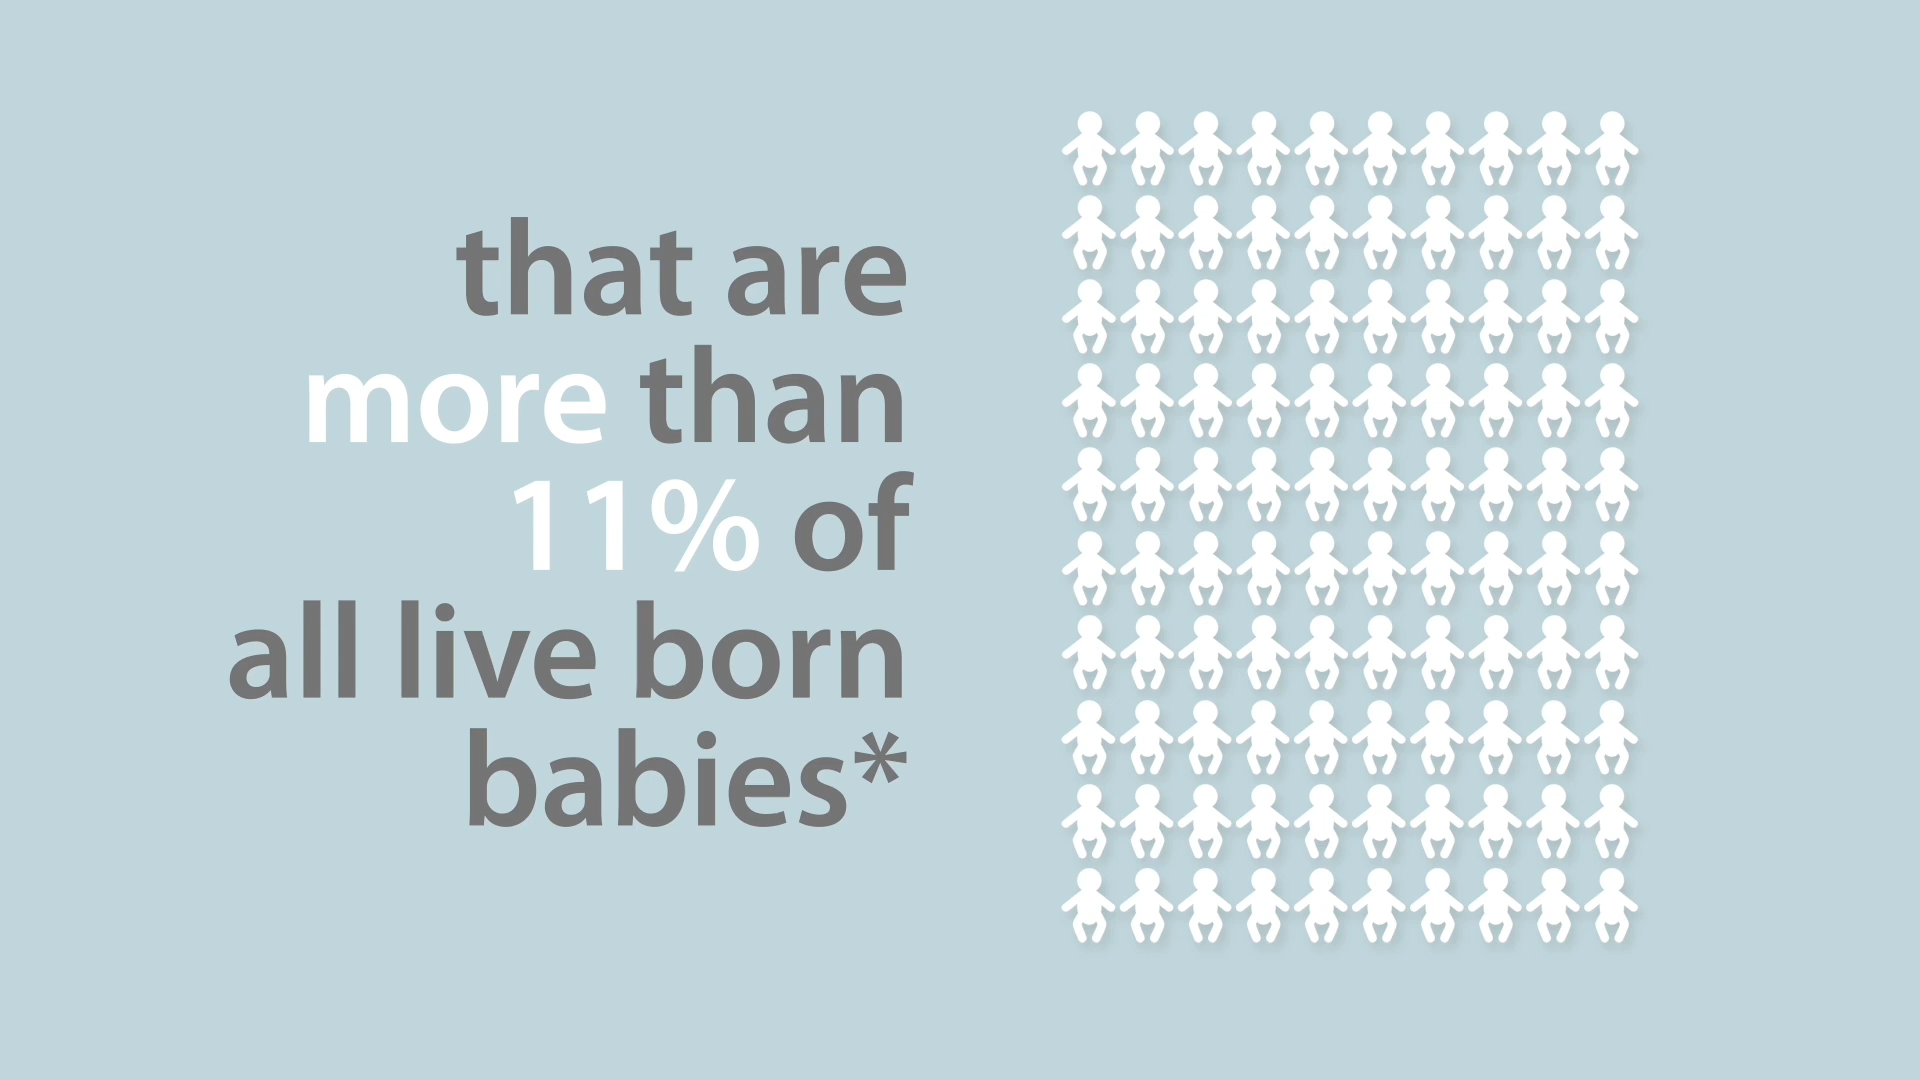 that are
more than
11% of
all live born
babies*